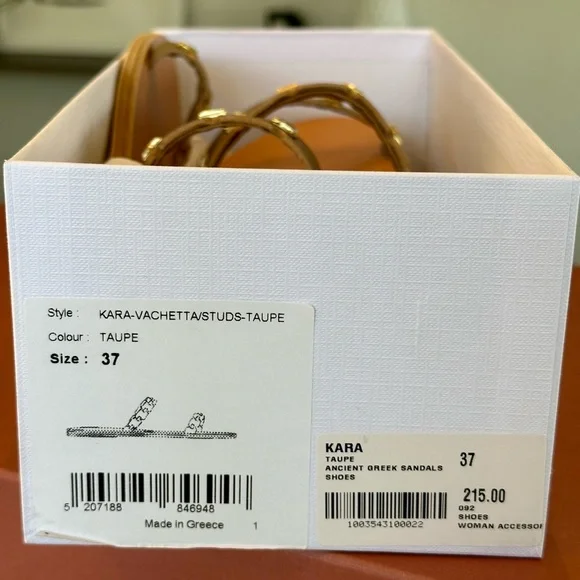 Style : KARA-VACHETTA/STUDS-TAUPE
Colour : TAUPE
Size : 37
5 207188 846948 1
Made in Greece
KARA
TAUPE
ANCIENT GREEK SANDALS
SHOES
37
1003543100022
215.00
092
SHOES
WOMAN ACCESSOR